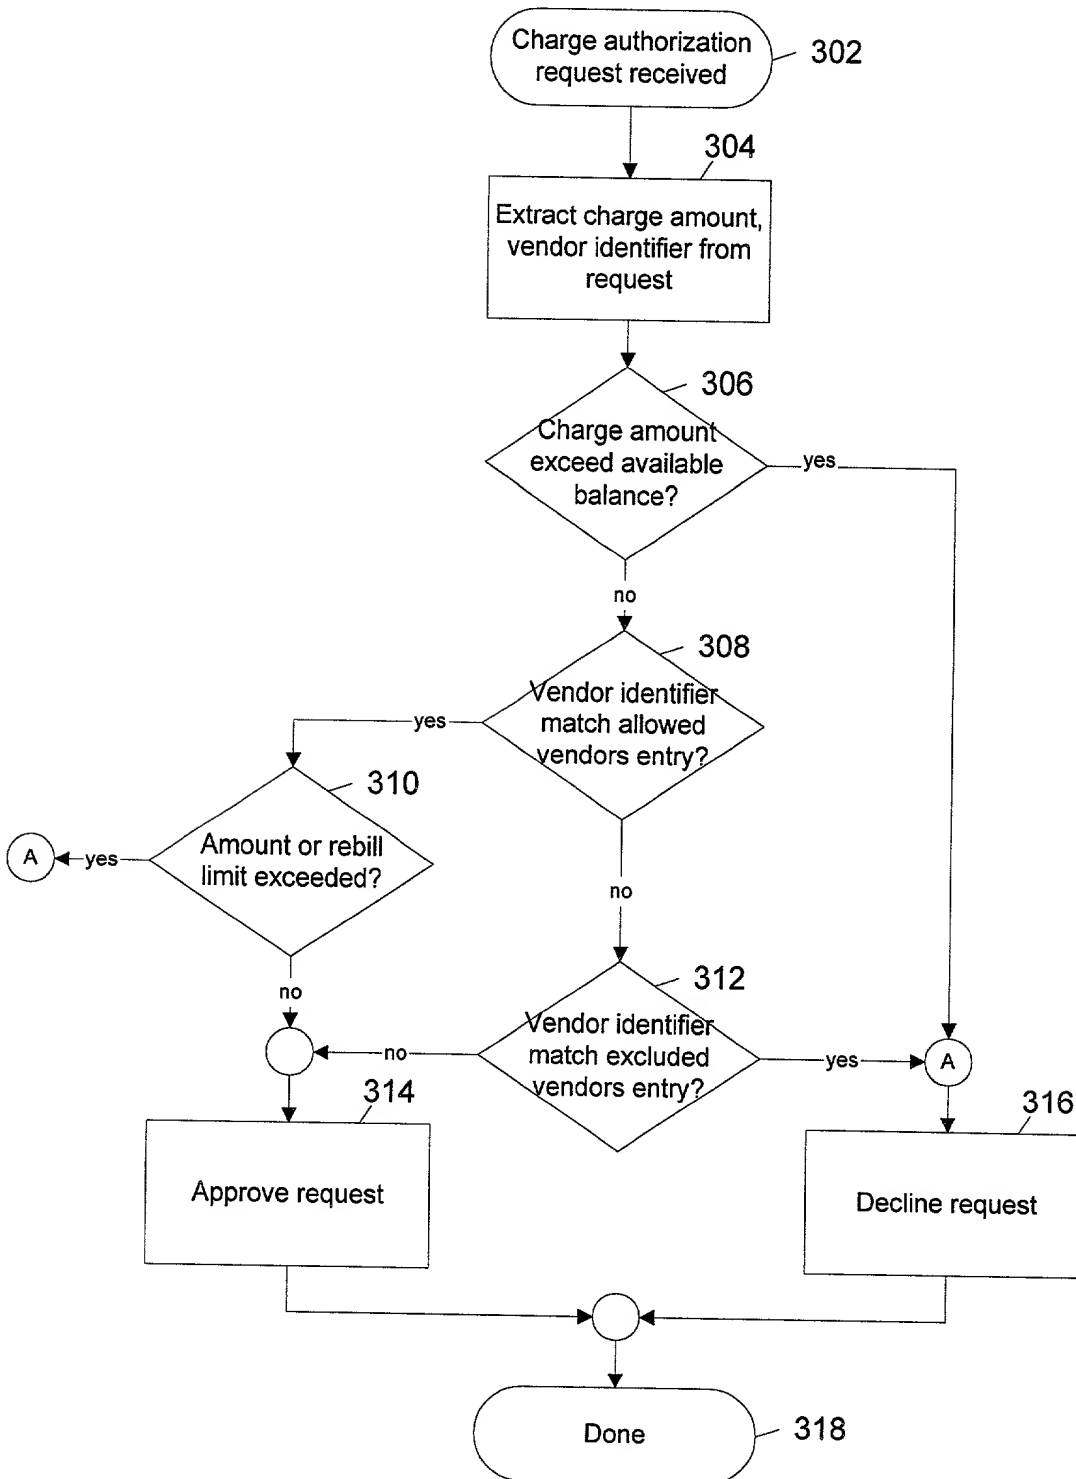 Charge authorization
request received
302
304
Extract charge amount,
vendor identifier from
request
306
Charge amount
exceed available
balance?
yes
no
308
Vendor identifier
match allowed
vendors entry?
yes
310
Amount or rebill
limit exceeded?
A
yes
no
no
312
Vendor identifier
match excluded
vendors entry?
no
yes
A
314
316
Approve request
Decline request
Done
318